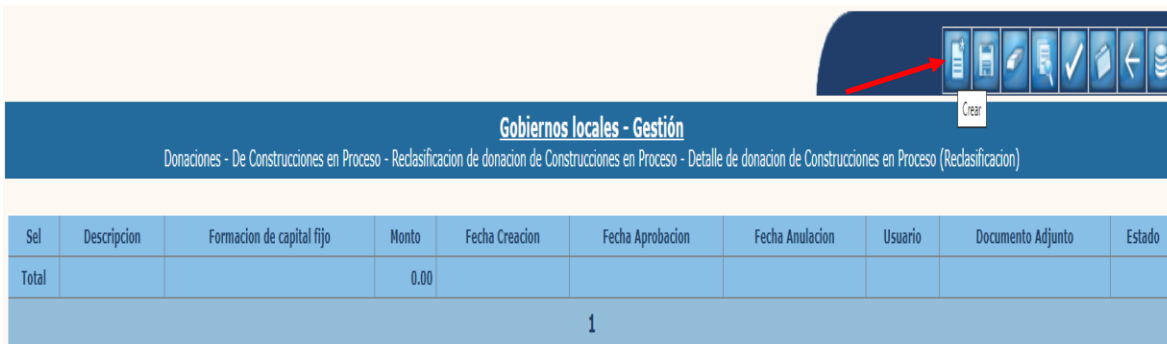 Crear
Gobiernos locales - Gestión
Donaciones - De Construcciones en Proceso - Reclasificacion de donacion de Construcciones en Proceso - Detalle de donacion de Construcciones en Proceso (Reclasificacion)
Sel Descripcion Formacion de capital fijo Monto Fecha Creacion Fecha Aprobacion Fecha Anulacion Usuario Documento Adjunto Estado
Total 0.00
1